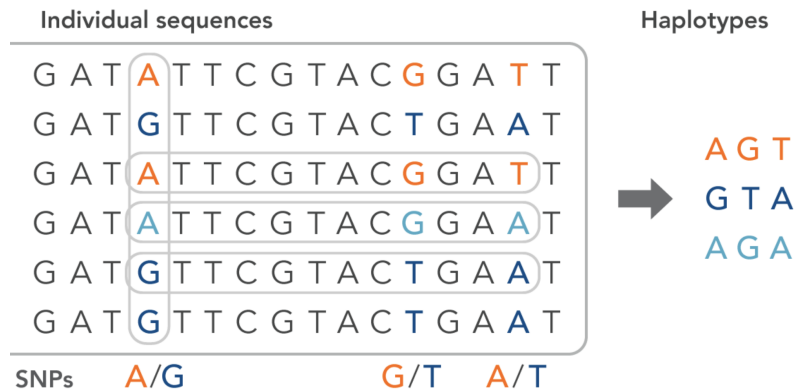 Individual sequences
Haplotypes
G A T A T T C G T A C G G A T T
G A T G T T C G T A C T G A A T
G A T A T T C G T A C G G A T T
G A T A T T C G T A C G G A A T
G A T G T T C G T A C T G A A T
G A T G T T C G T A C T G A A T
A G T
G T A
A G A
SNPs A/G G/T A/T